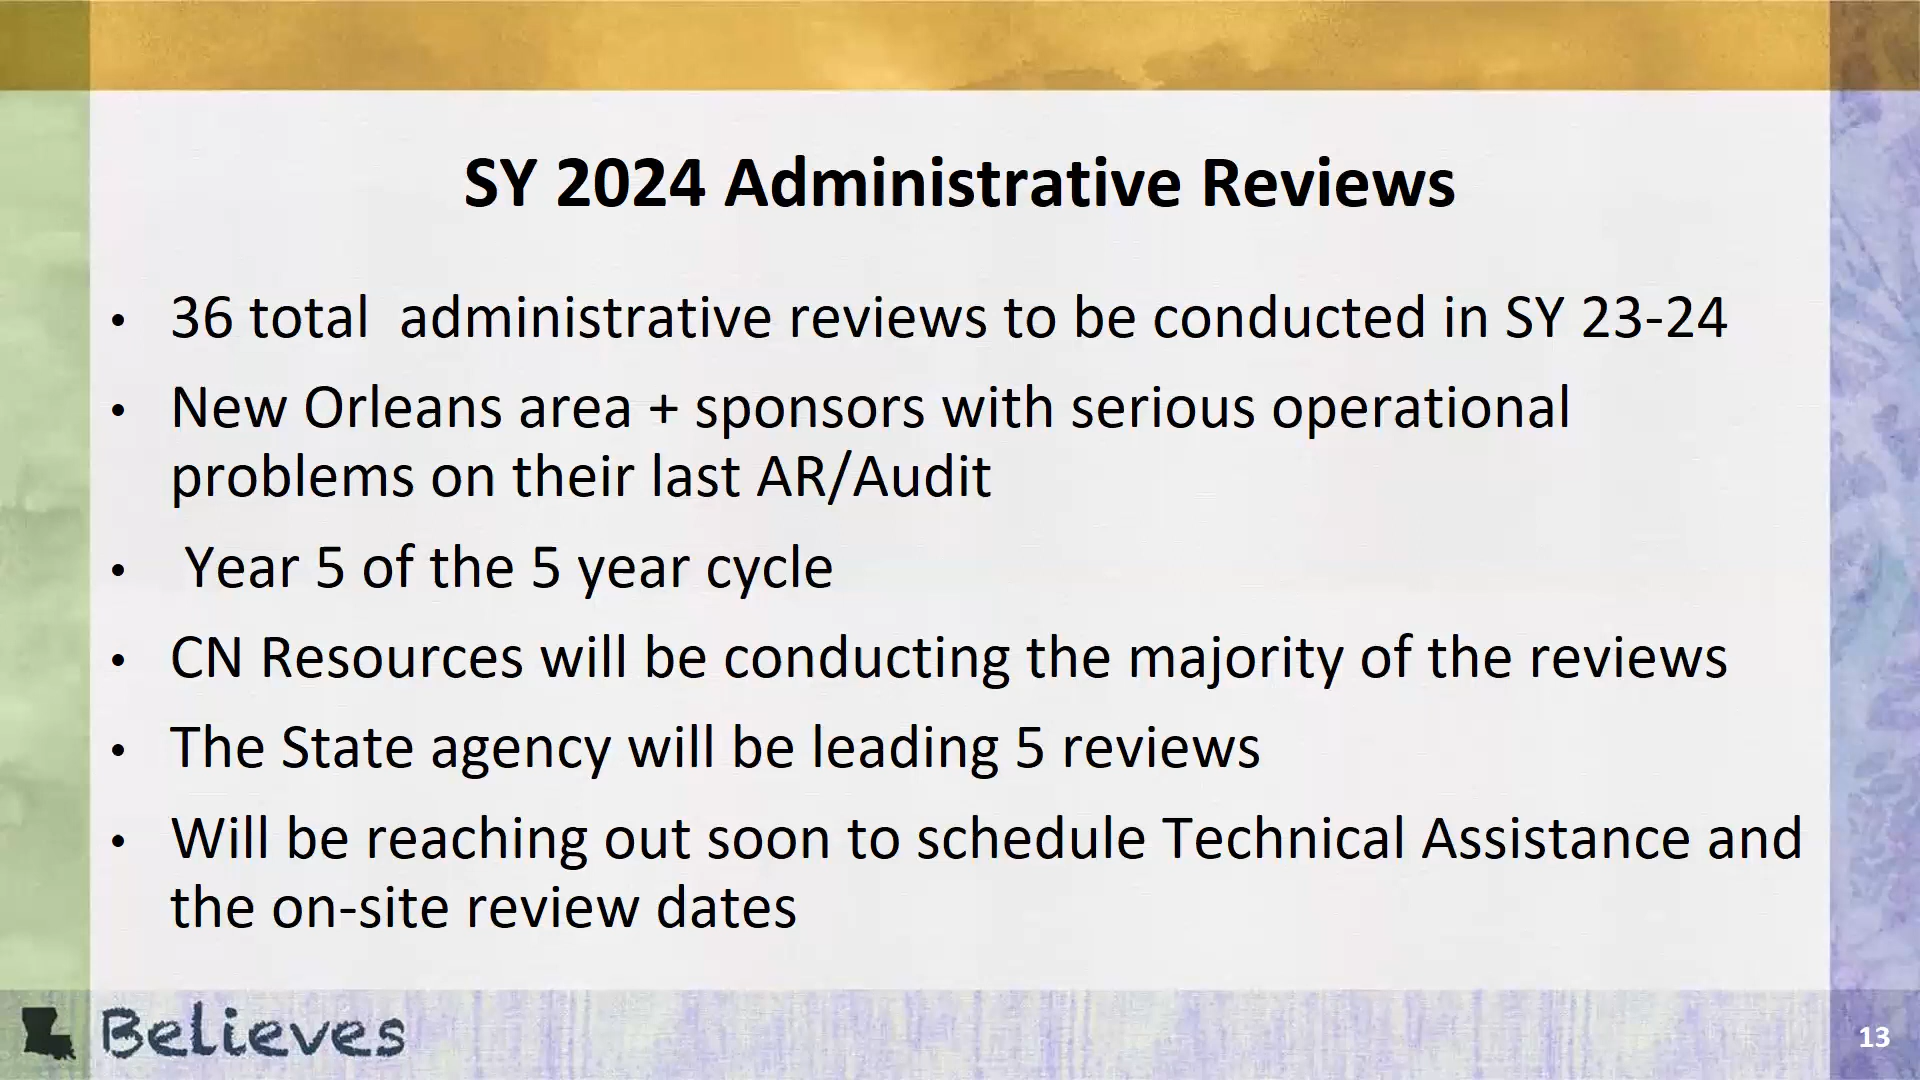 SY 2024 Administrative Reviews
• 36 total  administrative reviews to be conducted in SY 23-24
• New Orleans area + sponsors with serious operational
problems on their last AR/Audit
• Year 5 of the 5 year cycle
• CN Resources will be conducting the majority of the reviews
• The State agency will be leading 5 reviews
• Will be reaching out soon to schedule Technical Assistance and
the on-site review dates
Believes
13